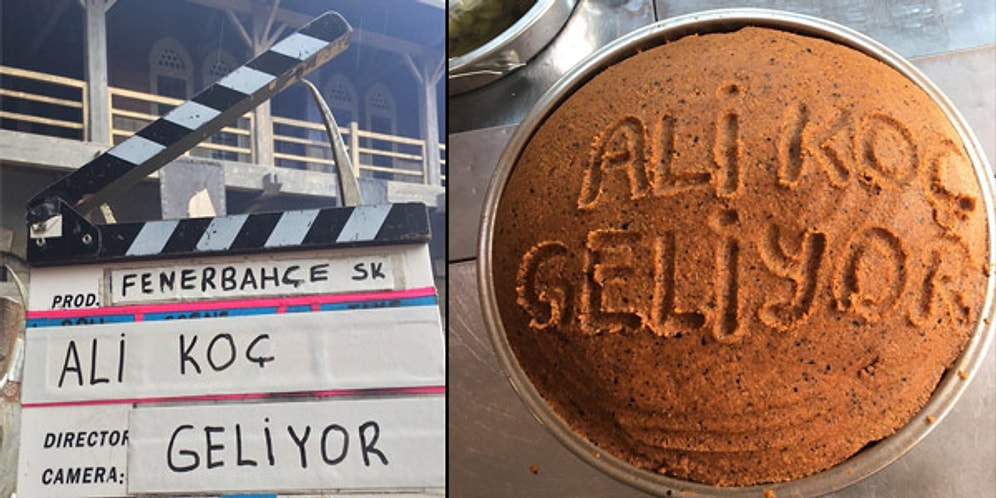 PROD. FENERBAHÇE SK
ALİ KOÇ
DIRECTOR
GELİYOR
CAMERA:
ALİ KOÇ
GELİYOR